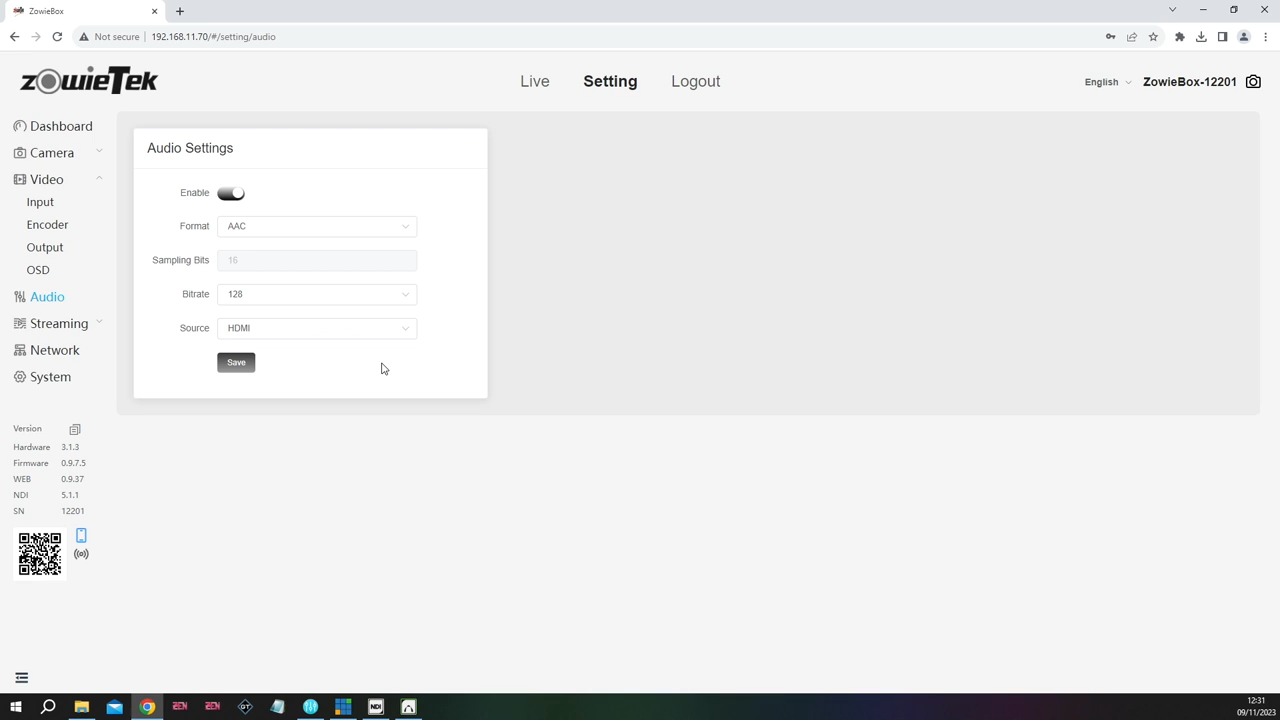 ZowieBox
Not secure
192.168.11.70/#/setting/audio
zowieTek
Live
Setting
Logout
English
ZowieBox-12201
Dashboard
Camera
Video
Input
Encoder
Output
OSD
Audio
Streaming
Network
System
Audio Settings
Enable
Format AAC
Sampling Bits 16
Bitrate 128
Source HDMI
Save
Version
Hardware 3.1.3
Firmware 0.9.7.5
WEB 0.9.37
NDI 5.1.1
SN 12201
NDI
12:31
09/11/2023